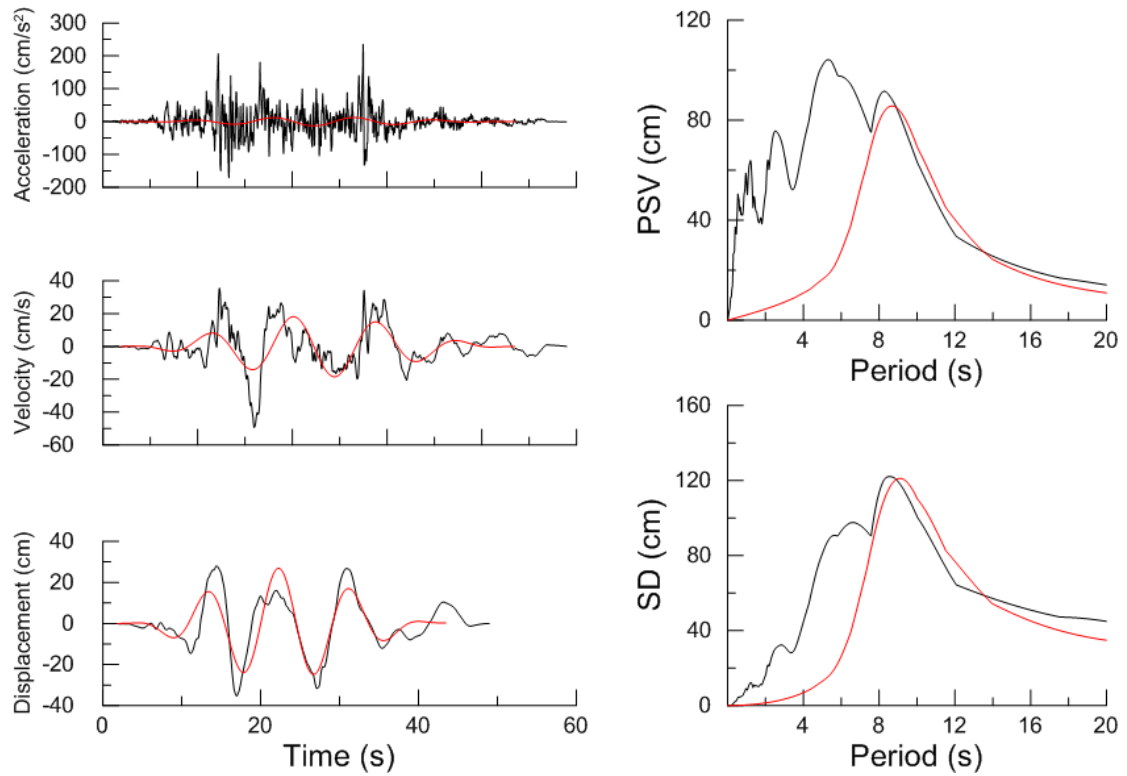 Acceleration (cm/s²)
300
200
100
0
-100
-200
Velocity (cm/s)
40
20
0
-20
-40
-60
Displacement (cm)
40
20
0
-20
-40
0 20 40 60
Time (s)
PSV (cm)
120
80
40
0
4 8 12 16 20
Period (s)
SD (cm)
160
120
80
40
0
4 8 12 16 20
Period (s)